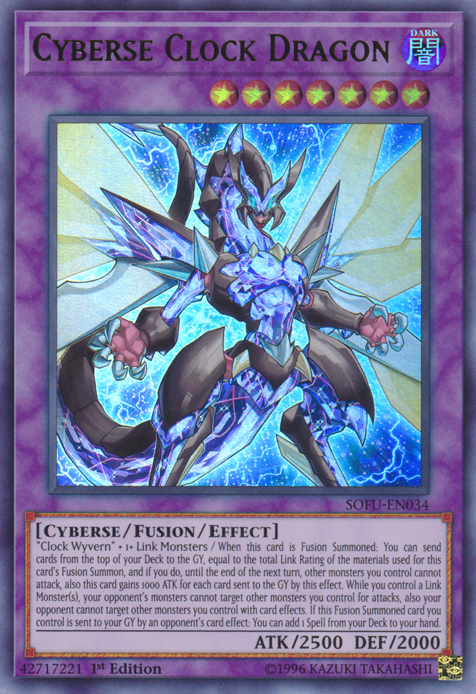 CYBERSE CLOCK DRAGON
DARK
闇
SOFU-EN034
[CYBERSE/FUSION/EFFECT]
"Clock Wyvern" + 1+ Link Monsters / When this card is Fusion Summoned: You can send
cards from the top of your Deck to the GY, equal to the total Link Rating of the materials used for
this card's Fusion Summon, and if you do, until the end of the next turn, other monsters you control cannot
attack, also this card gains 1000 ATK for each card sent to the GY by this effect. While you control a Link
Monster(s), your opponent's monsters cannot target other monsters you control for attacks, also your
opponent cannot target other monsters you control with card effects. If this Fusion Summoned card you
control is sent to your GY by an opponent's card effect: You can add 1 Spell from your Deck to your hand.
ATK/2500 DEF/2000
42717221 1st Edition ©1996 KAZUKI TAKAHASHI